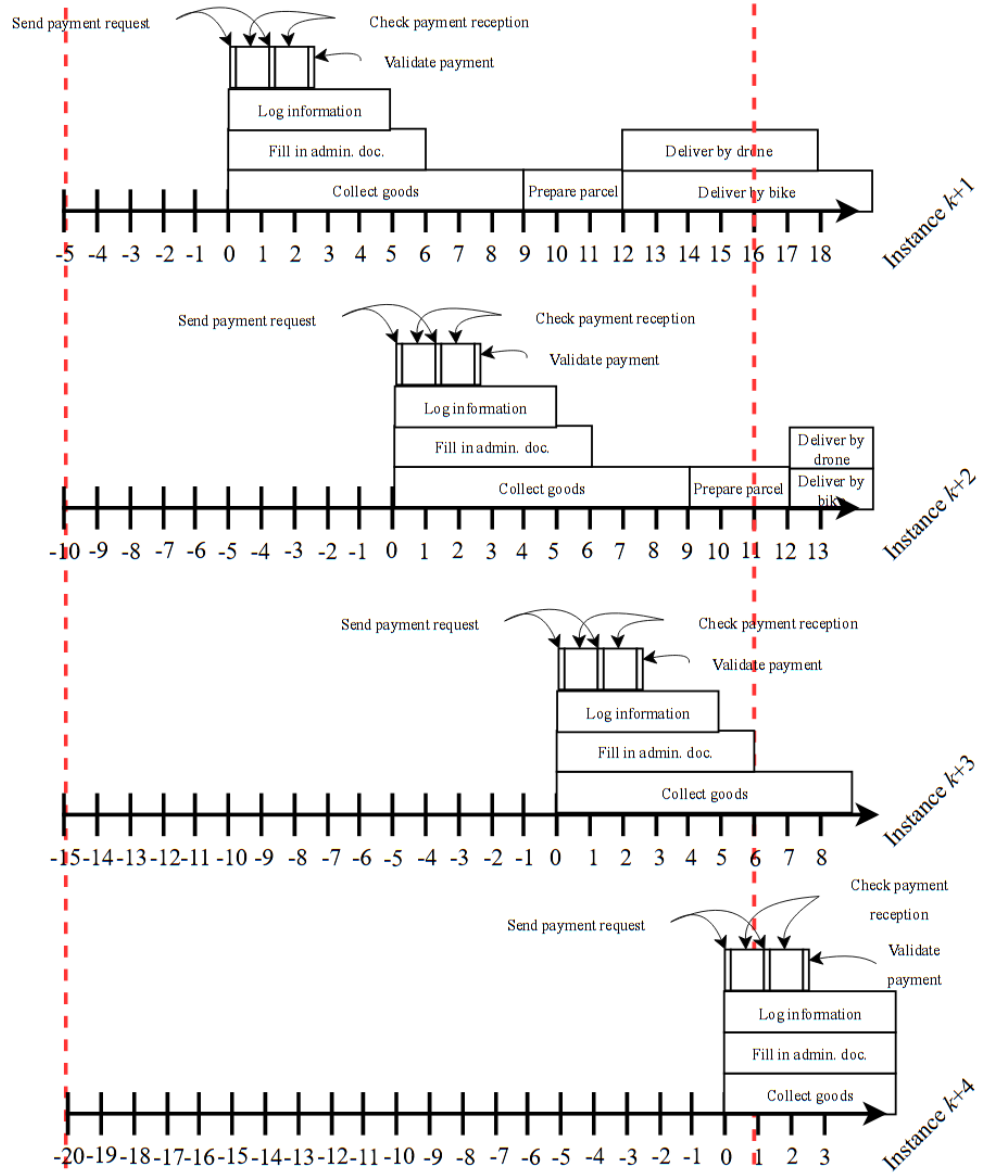 Send payment request
Check payment reception
Validate payment
Log information
Fill in admin. doc.
Deliver by drone
Collect goods
Prepare parcel
Deliver by bike
-5 -4 -3 -2 -1 0 1 2 3 4 5 6 7 8 9 10 11 12 13 14 15 16 17 18
Instance k+1
Send payment request
Check payment reception
Validate payment
Log information
Fill in admin. doc.
Deliver by
drone
Collect goods
Prepare parcel
Deliver by
bike
-10 -9 -8 -7 -6 -5 -4 -3 -2 -1 0 1 2 3 4 5 6 7 8 9 10 11 12 13
Instance k+2
Send payment request
Check payment reception
Validate payment
Log information
Fill in admin. doc.
Collect goods
-15 -14 -13 -12 -11 -10 -9 -8 -7 -6 -5 -4 -3 -2 -1 0 1 2 3 4 5 6 7 8
Instance k+3
Check payment
reception
Send payment request
Validate
payment
Log information
Fill in admin. doc.
Collect goods
-20 -19 -18 -17 -16 -15 -14 -13 -12 -11 -10 -9 -8 -7 -6 -5 -4 -3 -2 -1 0 1 2 3
Instance k+4